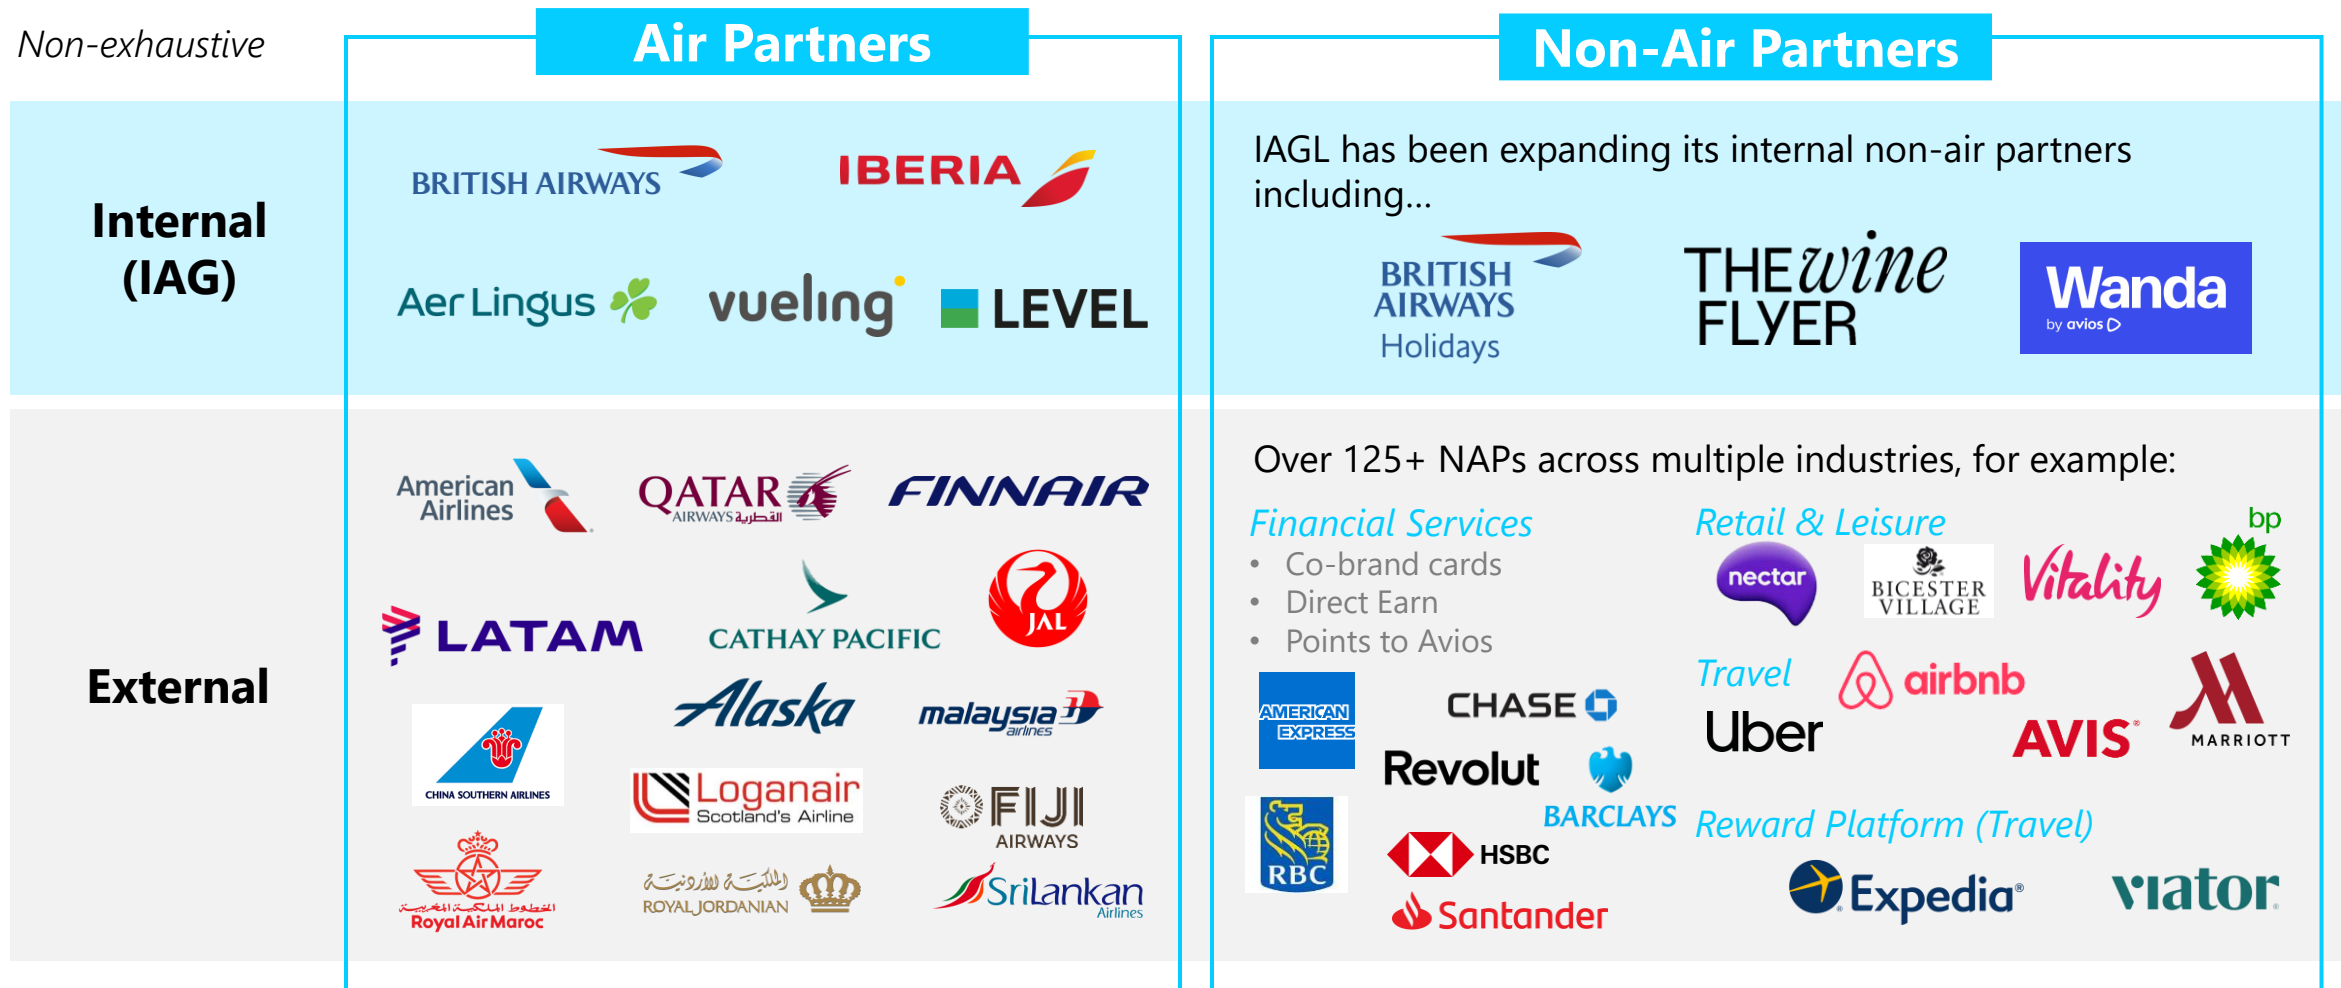 Non-exhaustive
Air Partners
Non-Air Partners
Internal
(IAG)
BRITISH AIRWAYS
IBERIA
Aer Lingus
vueling
LEVEL
IAGL has been expanding its internal non-air partners
including...
BRITISH
AIRWAYS
Holidays
THE wine
FLYER
Wanda
by avios
External
American
Airlines
QATAR
AIRWAYS القطرية
FINNAIR
LATAM
CATHAY PACIFIC
JAL
Alaska
malaysia
airlines
CHINA SOUTHERN AIRLINES
Loganair
Scotland's Airline
FIJI
AIRWAYS
الخطوط الملكية المغربية
Royal Air Maroc
الملكية الأردنية
ROYAL JORDANIAN
SriLankan
Airlines
Over 125+ NAPs across multiple industries, for example:
Financial Services
• Co-brand cards
• Direct Earn
• Points to Avios
AMERICAN
EXPRESS
CHASE
Revolut
BARCLAYS
RBC
HSBC
Santander
Retail & Leisure
nectar
BICESTER
VILLAGE
Vitality
bp
Travel
airbnb
Uber
AVIS®
MARRIOTT
Reward Platform (Travel)
Expedia®
viator